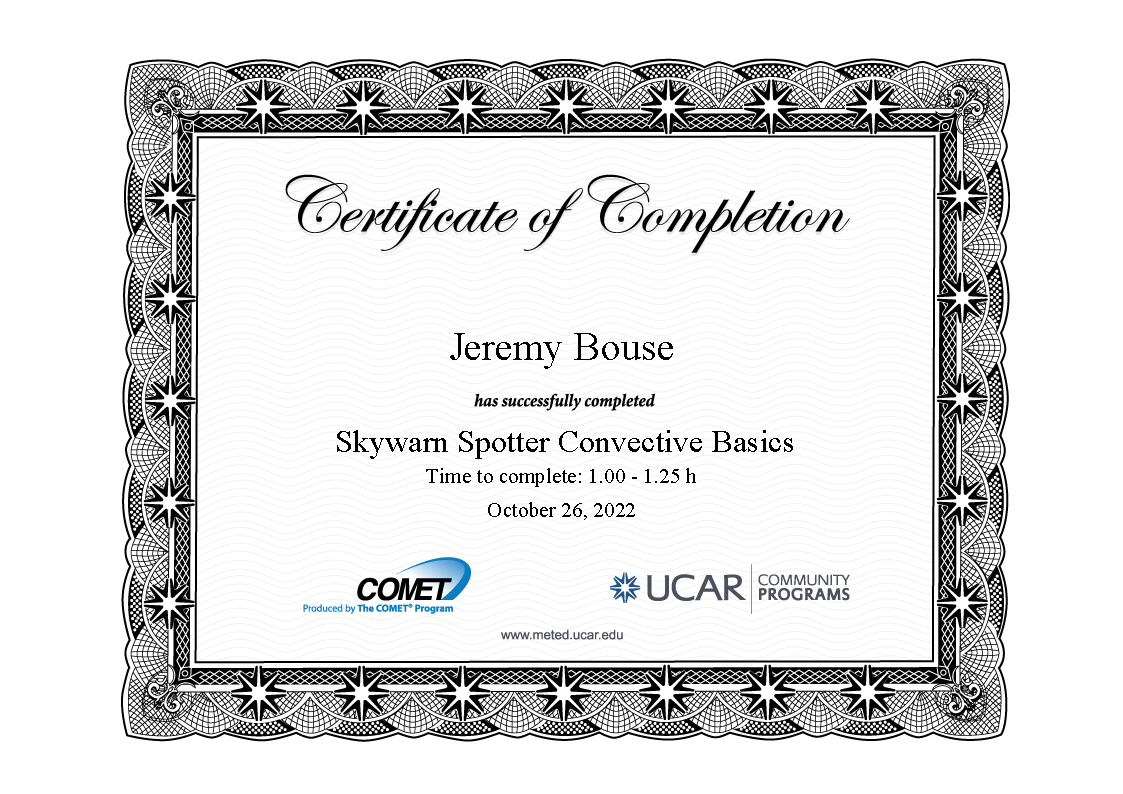 Certificate of Completion
Jeremy Bouse
has successfully completed
Skywarn Spotter Convective Basics
Time to complete: 1.00 - 1.25 h
October 26, 2022
COMET
Produced by The COMET® Program
UCAR
COMMUNITY
PROGRAMS
www.meted.ucar.edu